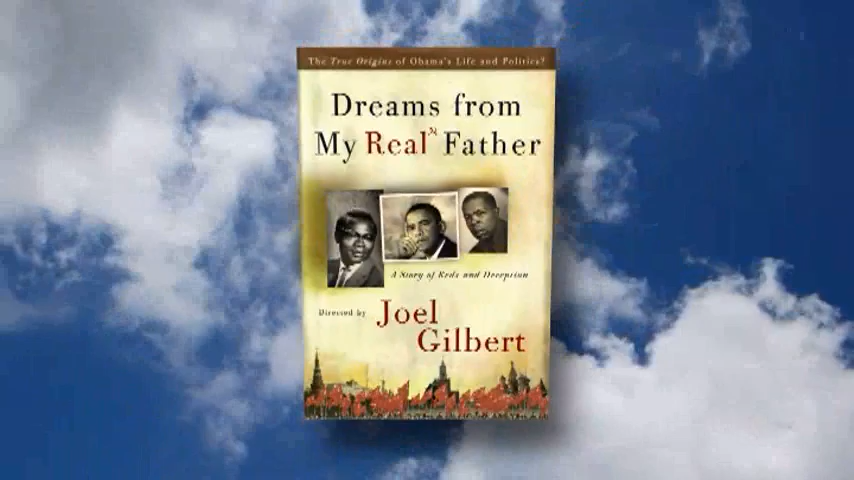 The True Origins of Obama's Life and Politics?
Dreams from
My Real Father
A Story of Reds and Deception
Directed by
Joel
Gilbert